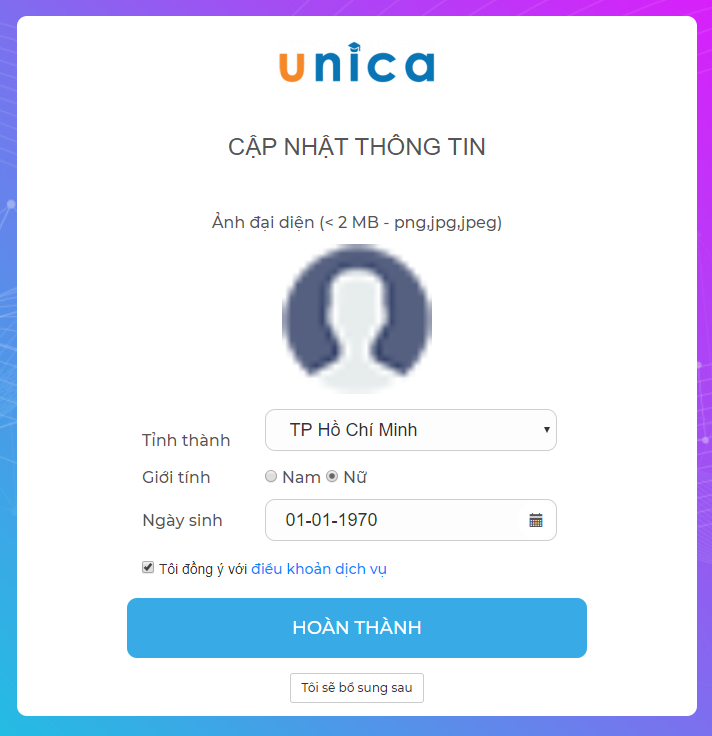 unica
CẬP NHẬT THÔNG TIN
Ảnh đại diện (< 2 MB - png,jpg,jpeg)
Tỉnh thành TP Hồ Chí Minh
Giới tính Nam Nữ
Ngày sinh 01-01-1970
Tôi đồng ý với điều khoản dịch vụ
HOÀN THÀNH
Tôi sẽ bổ sung sau